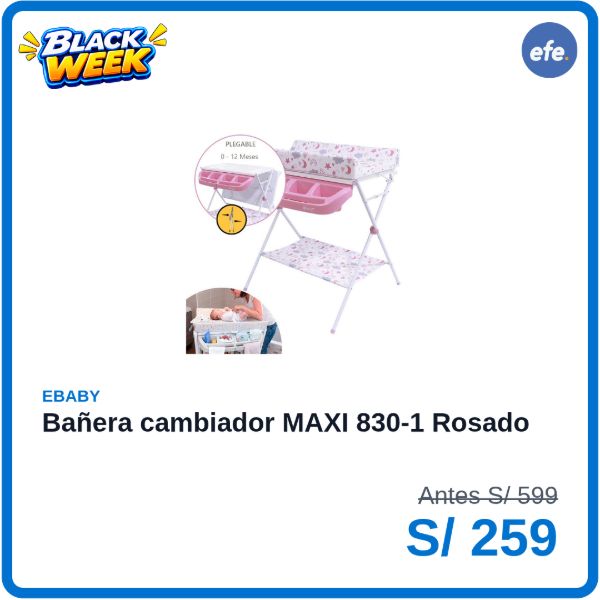 BLACK
WEEK
efe.
PLEGABLE
0 - 12 Meses
EBABY
Bañera cambiador MAXI 830-1 Rosado
Antes S/ 599
S/ 259